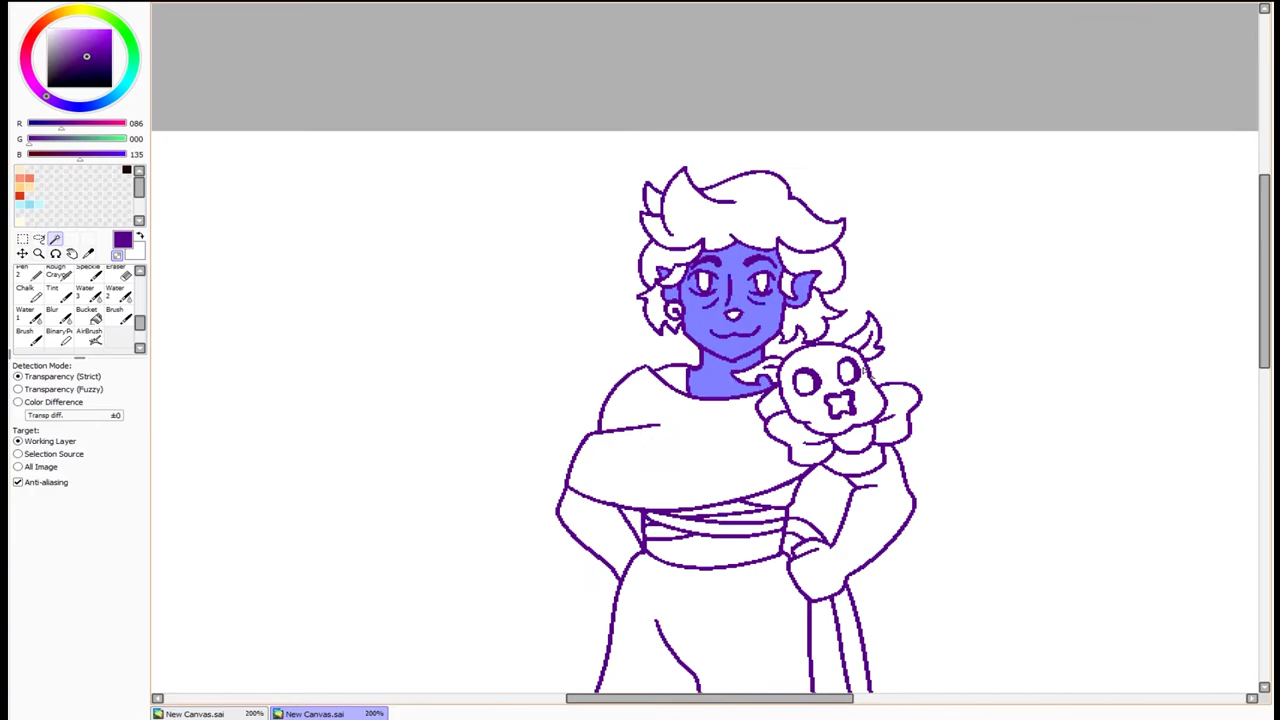 R 086
G 000
B 135
Pen 2 Rough Crayon Speckle Eraser
Chalk Tint Water 3 Water 2
Water 1 Blur Bucket Brush
Brush BinaryPe AirBrush
Detection Mode:
Transparency (Strict)
Transparency (Fuzzy)
Color Difference
Transp diff. ±0
Target:
Working Layer
Selection Source
All Image
Anti-aliasing
New Canvas.sai 200% New Canvas.sai 200%